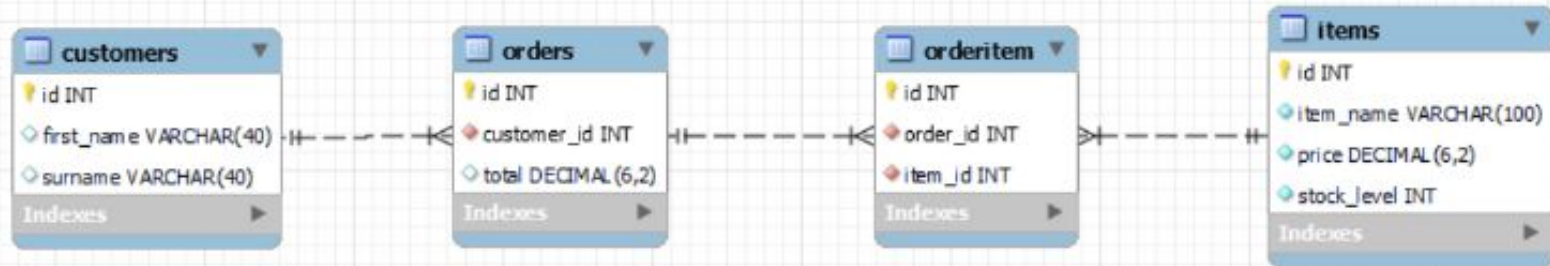 customers
id INT
first_name VARCHAR(40)
surname VARCHAR(40)
Indexes
orders
id INT
customer_id INT
total DECIMAL(6,2)
Indexes
orderitem
id INT
order_id INT
item_id INT
Indexes
items
id INT
item_name VARCHAR(100)
price DECIMAL(6,2)
stock_level INT
Indexes